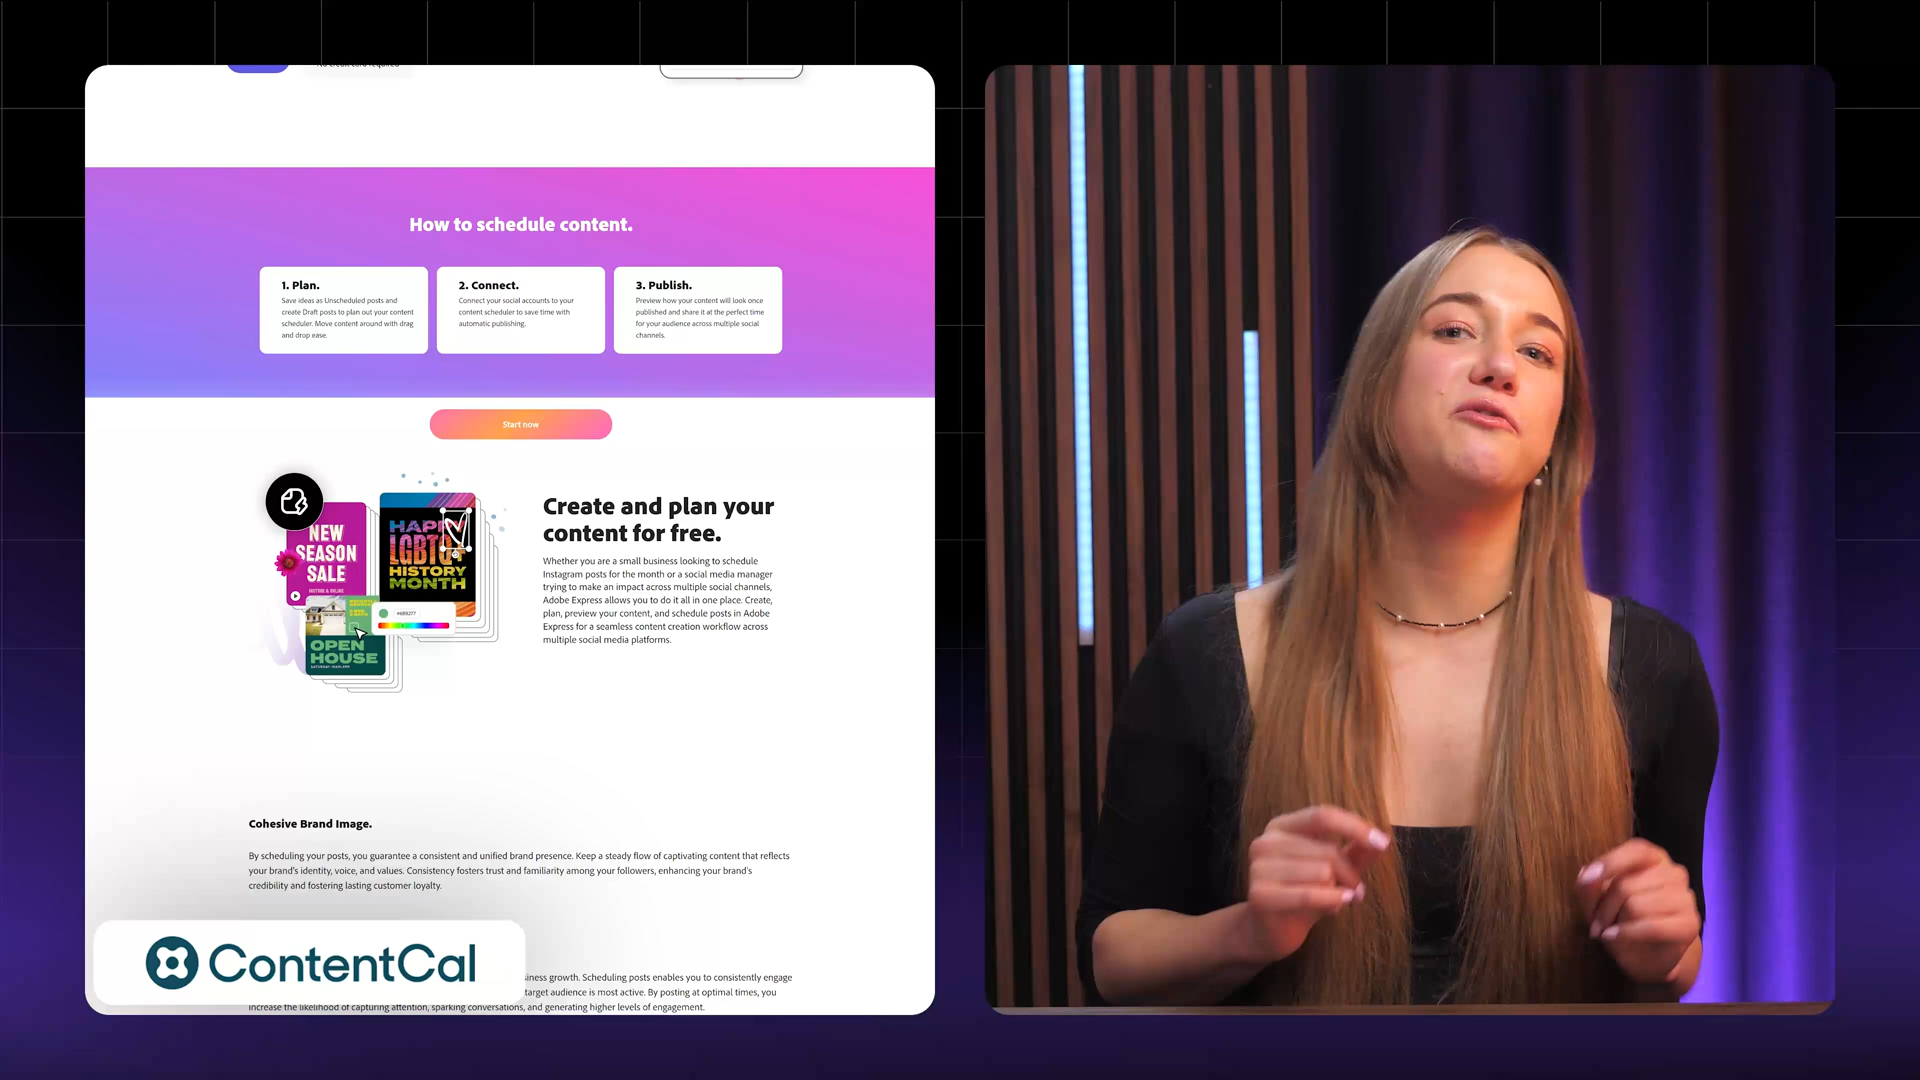 No credit card required
How to schedule content.
1. Plan.
Save ideas as Unscheduled posts and
create Draft posts to plan out your content
scheduler. Move content around with drag
and drop ease.
2. Connect.
Connect your social accounts to your
content scheduler to save time with
automatic publishing.
3. Publish.
Preview how your content will look once
published and share it at the perfect time
for your audience across multiple social
channels.
Start now
NEW
SEASON
SALE
HAPPY
LGBTQ+
HISTORY
MONTH
OPEN
HOUSE
Create and plan your
content for free.
Whether you are a small business looking to schedule
Instagram posts for the month or a social media manager
trying to make an impact across multiple social channels,
Adobe Express allows you to do it all in one place. Create,
plan, preview your content, and schedule posts in Adobe
Express for a seamless content creation workflow across
multiple social media platforms.
Cohesive Brand Image.
By scheduling your posts, you guarantee a consistent and unified brand presence. Keep a steady flow of captivating content that reflects
your brand's identity, voice, and values. Consistency fosters trust and familiarity among your followers, enhancing your brand's
credibility and fostering lasting customer loyalty.
growth. Scheduling posts enables you to consistently engage
target audience is most active. By posting at optimal times, you
increase the likelihood of capturing attention, sparking conversations, and generating higher levels of engagement.
ContentCal